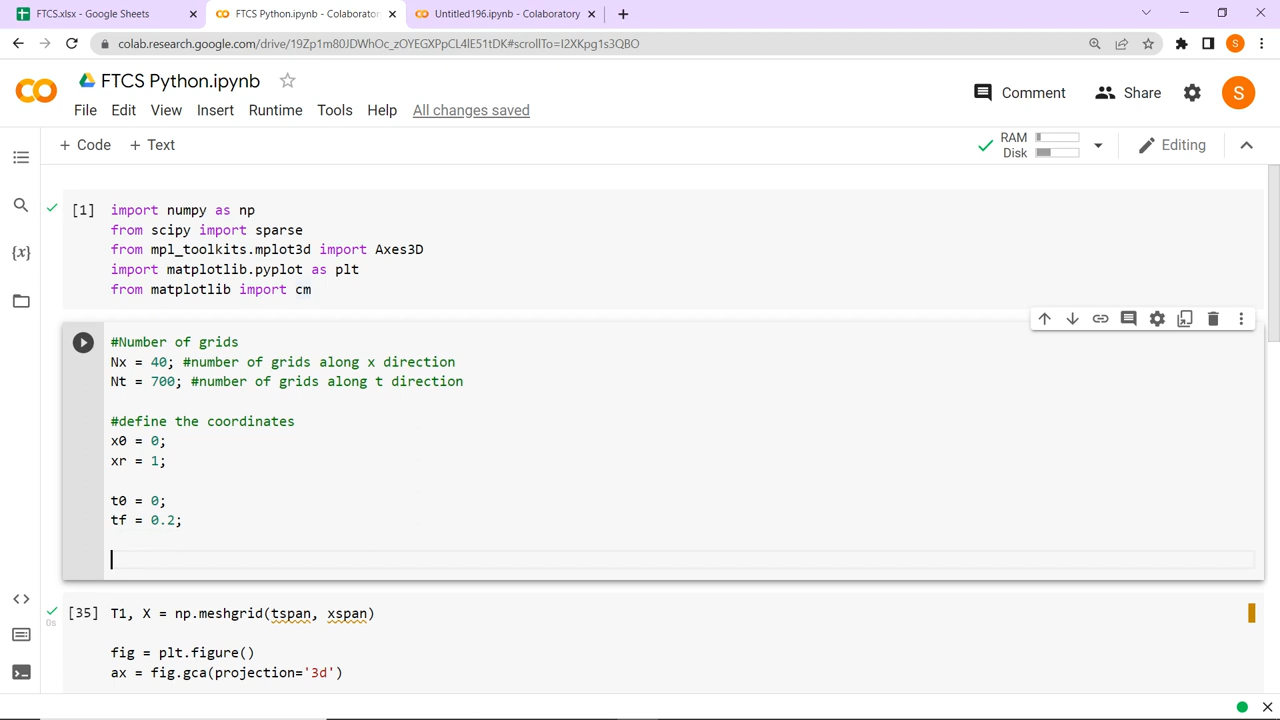 FTCS.xlsx - Google Sheets
FTCS Python.ipynb - Colaborator
Untitled196.ipynb - Colaboratory
colab.research.google.com/drive/19Zp1m80JDWhOc_zOYEGXPpCL4lE51tDK#scrollTo=I2XKpg1s3QBO
S
FTCS Python.ipynb
File Edit View Insert Runtime Tools Help All changes saved
Comment Share S
+ Code + Text
RAM
Disk
Editing
[1] import numpy as np
from scipy import sparse
from mpl_toolkits.mplot3d import Axes3D
import matplotlib.pyplot as plt
from matplotlib import cm
{x}
#Number of grids
Nx = 40; #number of grids along x direction
Nt = 700; #number of grids along t direction
#define the coordinates
x0 = 0;
xr = 1;
t0 = 0;
tf = 0.2;
[35] T1, X = np.meshgrid(tspan, xspan)
0s
fig = plt.figure()
ax = fig.gca(projection='3d')